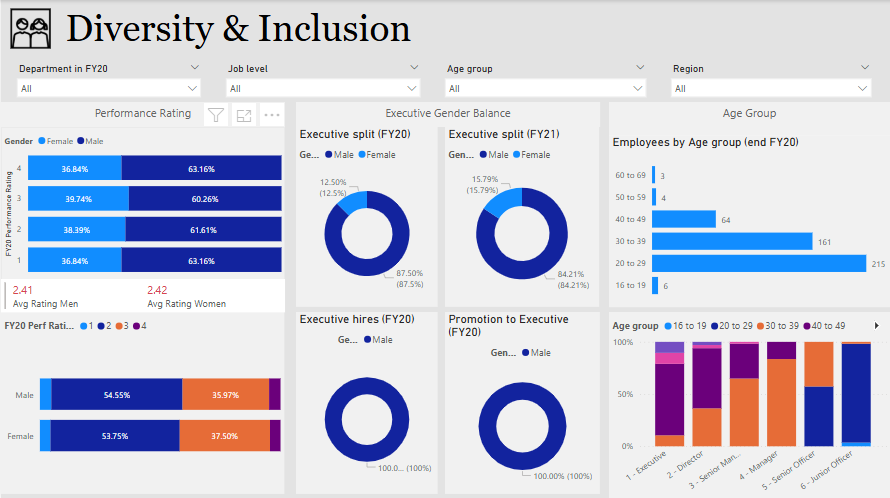 Diversity & Inclusion
Department in FY20
All
Job level
All
Age group
All
Region
All
Performance Rating
Gender Female Male
FY20 Performance Rating
4 36.84% 63.16%
3 39.74% 60.26%
2 38.39% 61.61%
1 36.84% 63.16%
2.41
Avg Rating Men
2.42
Avg Rating Women
FY20 Perf Rati... 1 2 3 4
Male 54.55% 35.97%
Female 53.75% 37.50%
Executive Gender Balance
Executive split (FY20)
Ge... Male Female
12.50%
(12.5%)
87.50%
(87.5%)
Executive split (FY21)
Gen... Male Female
15.79%
(15.79%)
84.21%
(84.21%)
Executive hires (FY20)
Ge... Male
100.0... (100%)
Promotion to Executive
(FY20)
Gen... Male
100.00% (100%)
Age Group
Employees by Age group (end FY20)
60 to 69 3
50 to 59 4
40 to 49 64
30 to 39 161
20 to 29 215
16 to 19 6
Age group 16 to 19 20 to 29 30 to 39 40 to 49
100%
50%
0%
1 - Executive
2 - Director
3 - Senior Man...
4 - Manager
5 - Senior Officer
6 - Junior Officer